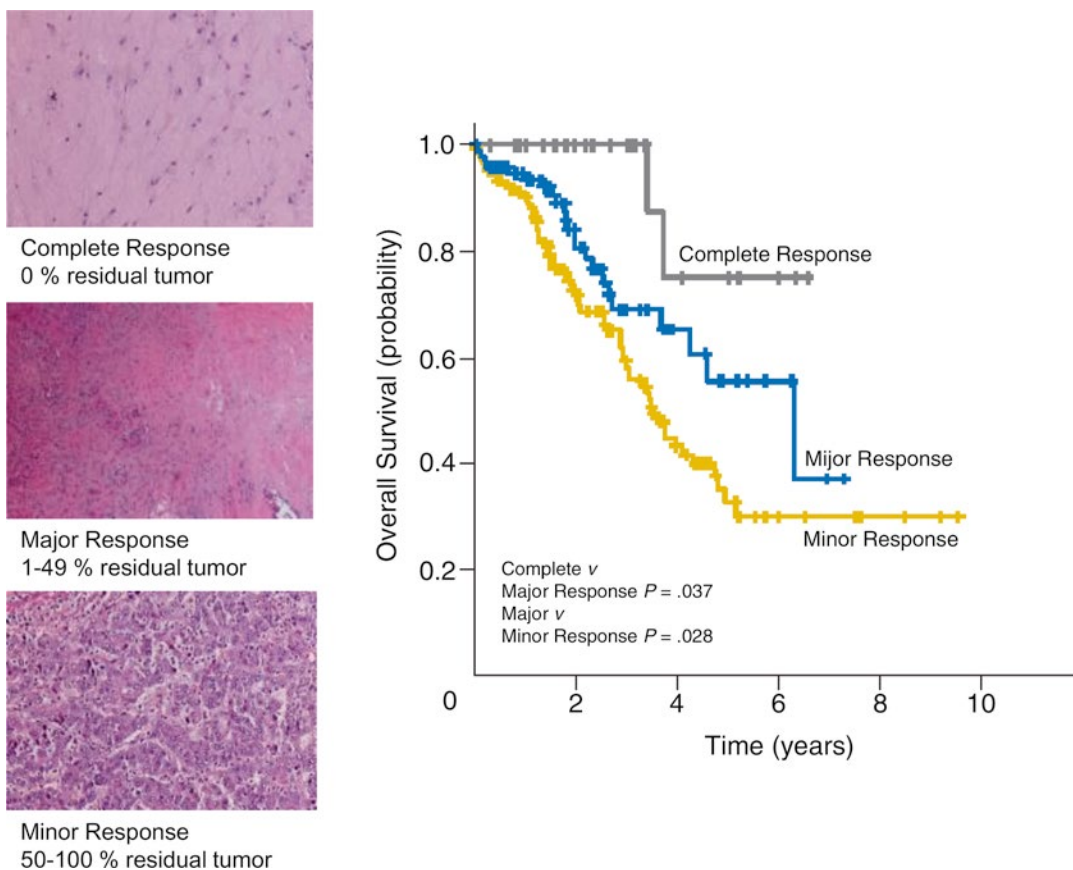 Complete Response
0 % residual tumor
Major Response
1-49 % residual tumor
Minor Response
50-100 % residual tumor
Overall Survival (probability)
1.0
0.8
0.6
0.4
0.2
0
2
4
6
8
10
Time (years)
Complete Response
Mijor Response
Minor Response
Complete v
Major Response P = .037
Major v
Minor Response P = .028